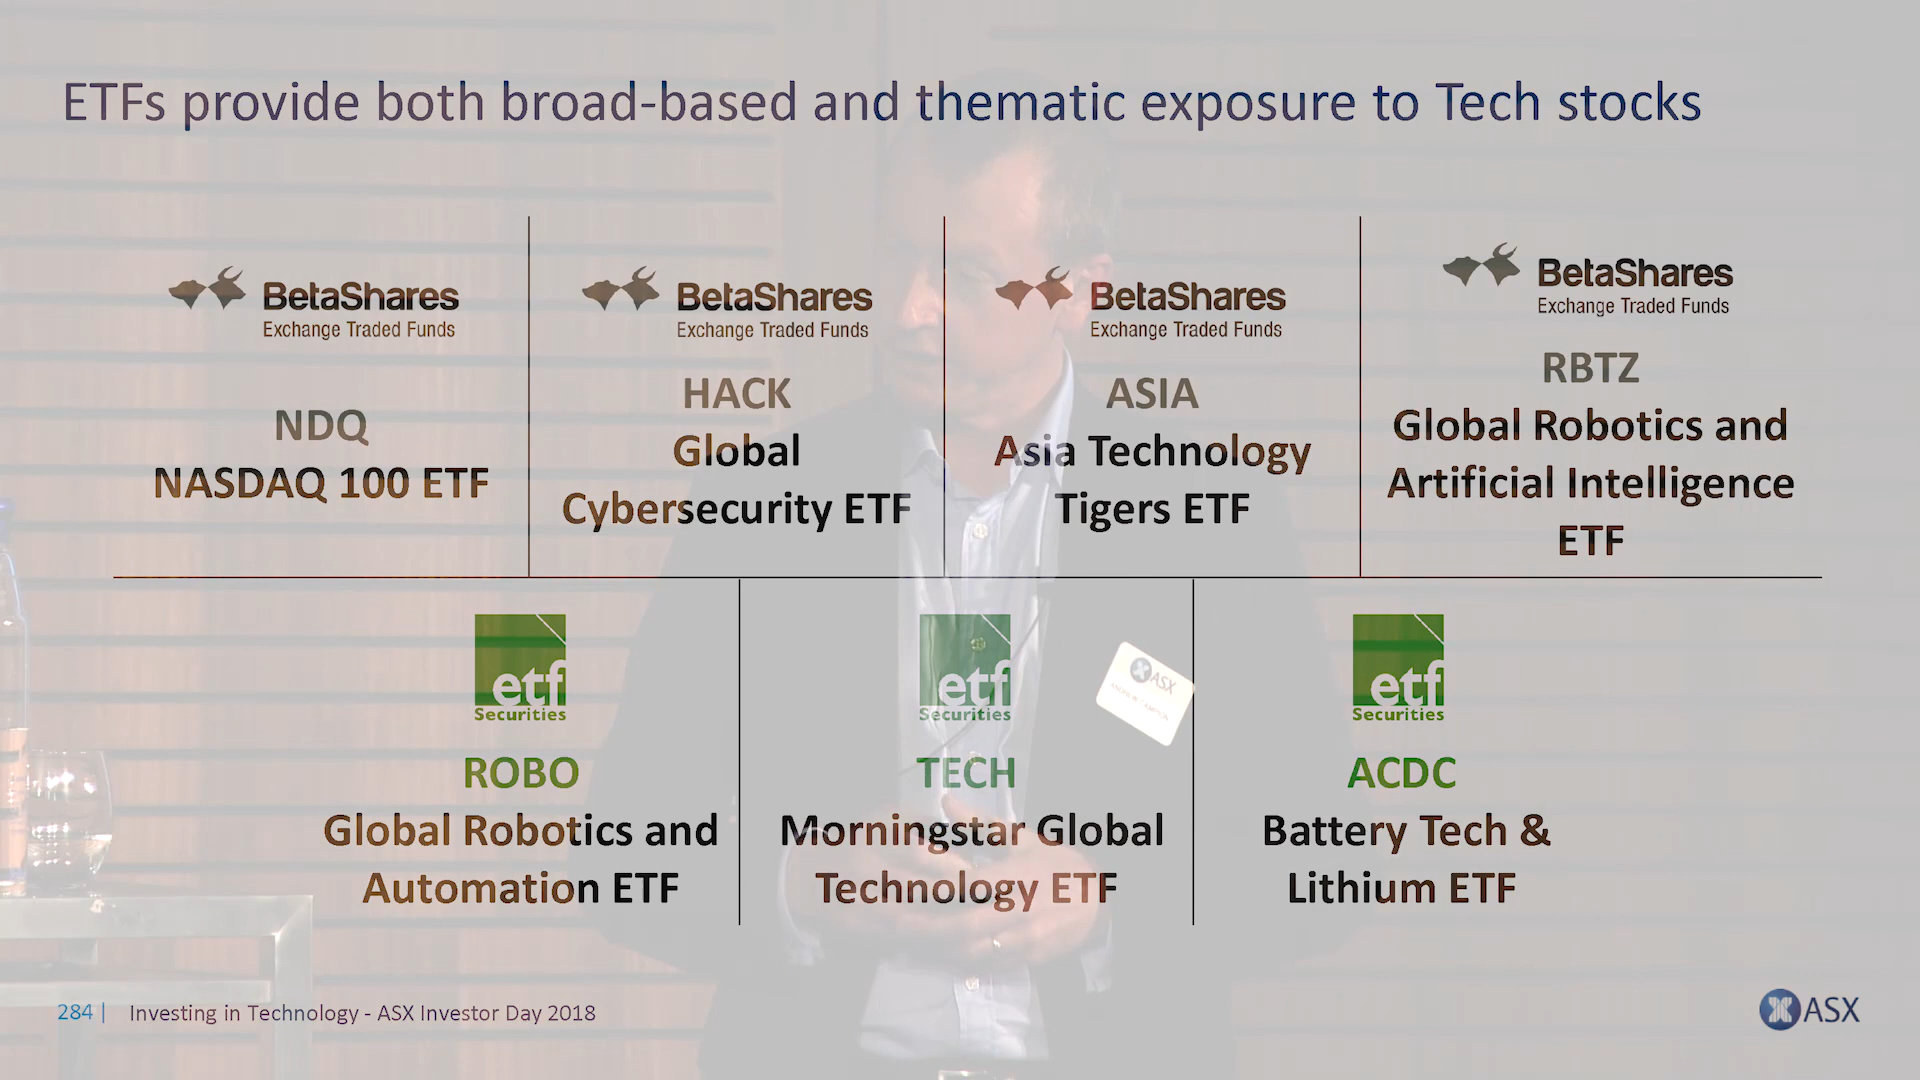 ETFs provide both broad-based and thematic exposure to Tech stocks
BetaShares
Exchange Traded Funds
NDQ
NASDAQ 100 ETF
BetaShares
Exchange Traded Funds
HACK
Global
Cybersecurity ETF
BetaShares
Exchange Traded Funds
ASIA
Asia Technology
Tigers ETF
BetaShares
Exchange Traded Funds
RBTZ
Global Robotics and
Artificial Intelligence
ETF
etf
Securities
ROBO
Global Robotics and
Automation ETF
etf
Securities
TECH
Morningstar Global
Technology ETF
ASX
etf
Securities
ACDC
Battery Tech &
Lithium ETF
284 | Investing in Technology - ASX Investor Day 2018
ASX